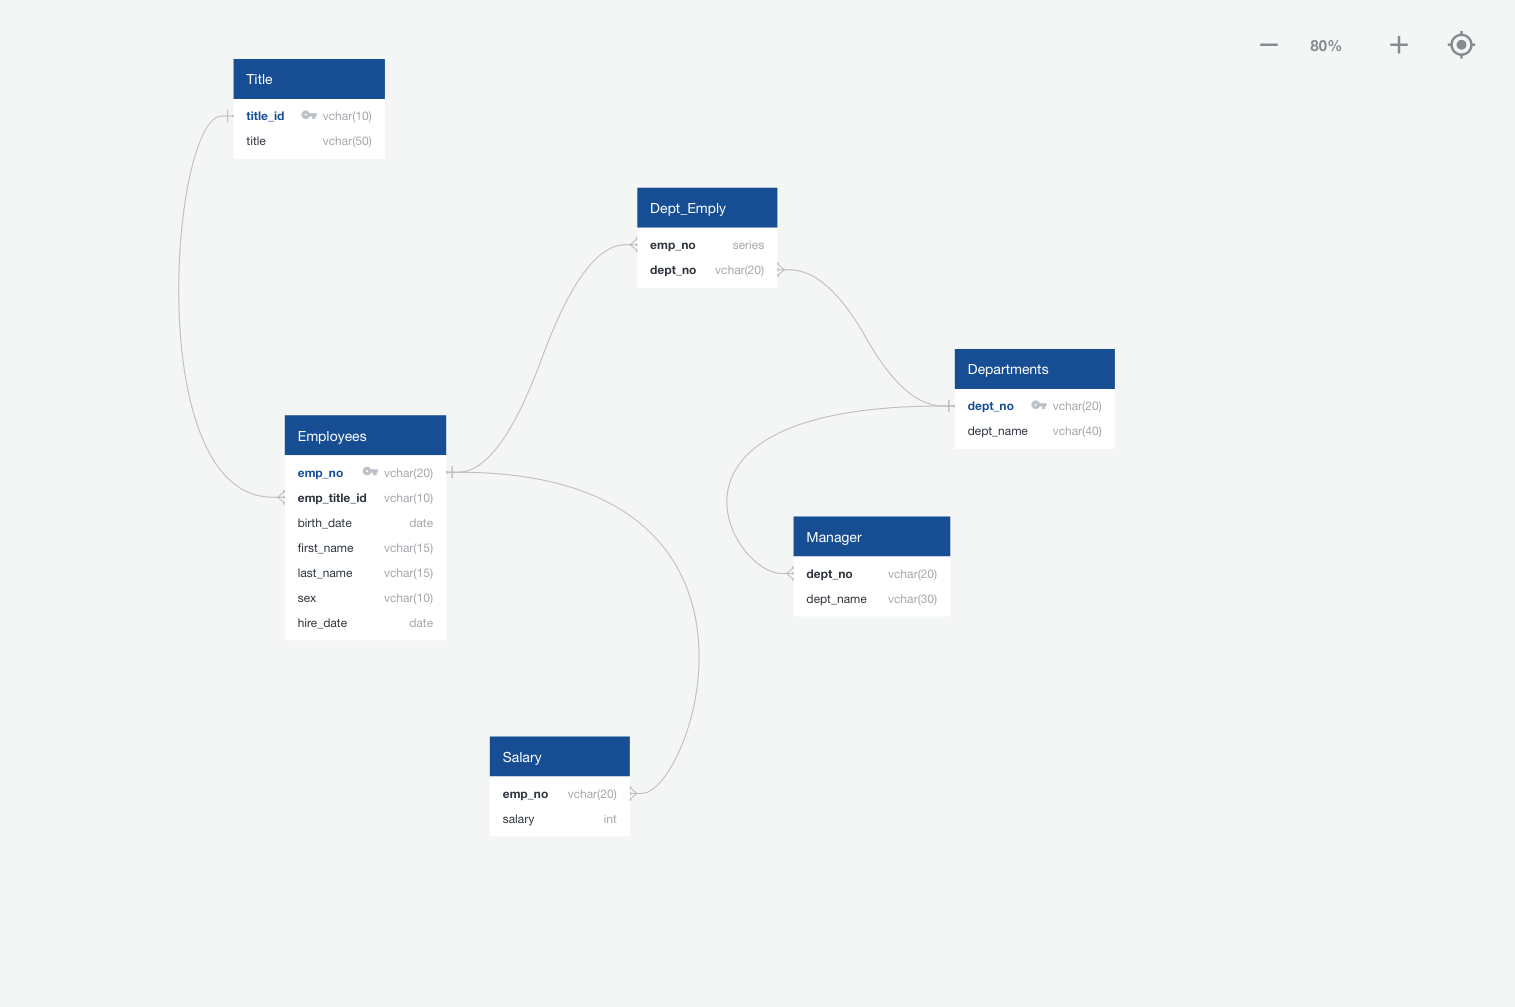 80%
Title
title_id vchar(10)
title vchar(50)
Dept_Emply
emp_no series
dept_no vchar(20)
Departments
dept_no vchar(20)
dept_name vchar(40)
Employees
emp_no vchar(20)
emp_title_id vchar(10)
birth_date date
first_name vchar(15)
last_name vchar(15)
sex vchar(10)
hire_date date
Manager
dept_no vchar(20)
dept_name vchar(30)
Salary
emp_no vchar(20)
salary int